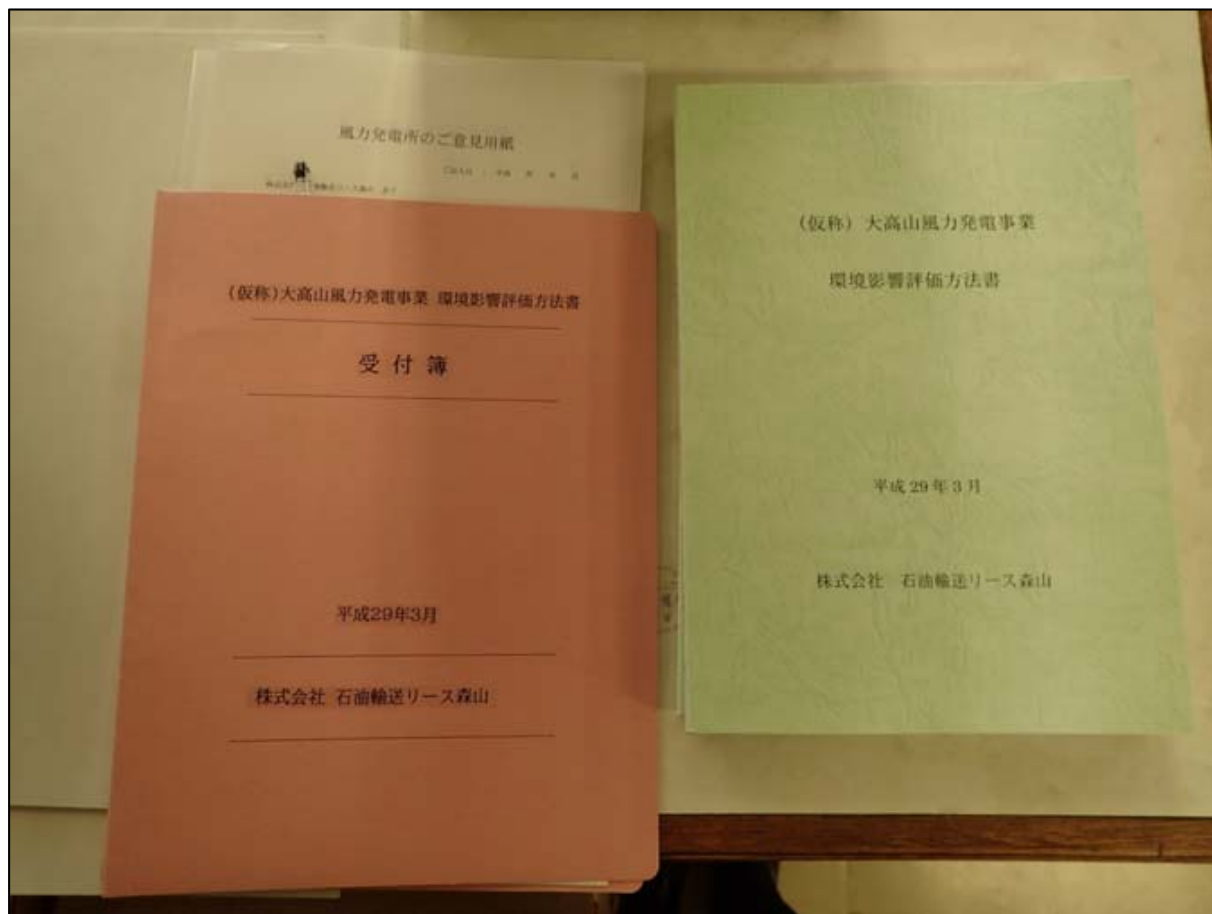 風力発電所のご意見用紙
(仮称)大高山風力発電事業 環境影響評価方法書
受付簿
平成29年3月
株式会社 石油輸送リース森山
(仮称) 大高山風力発電事業
環境影響評価方法書
平成29年3月
株式会社 石油輸送リース森山